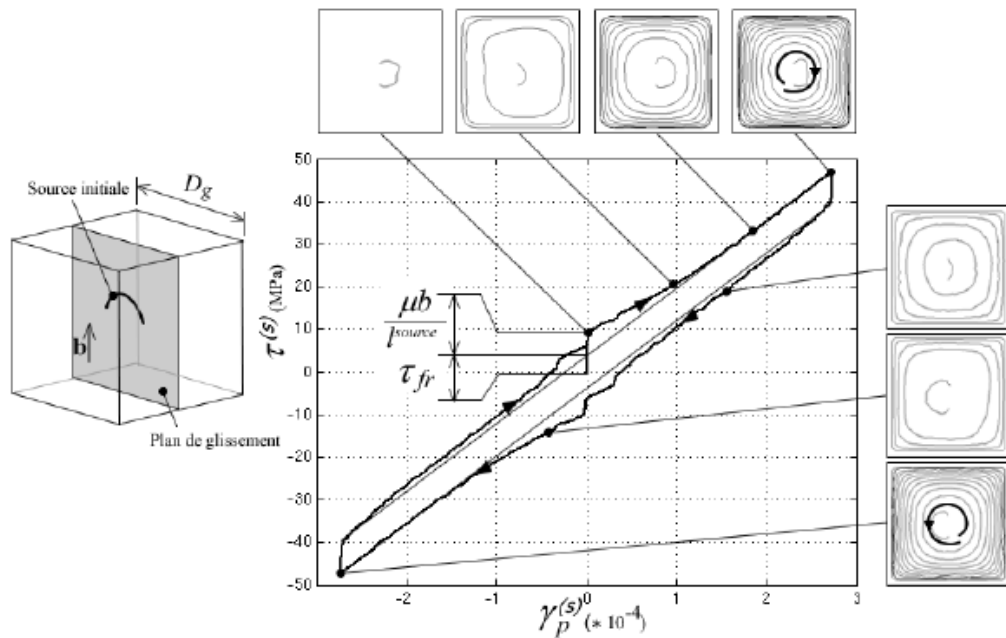 Source initiale
D_g
b
Plan de glissement
τ^(s) (MPa)
50
40
30
20
10
0
-10
-20
-30
-40
-50
μb
l^source
τ_fr
-2
-1
0
1
2
3
γ_p^(s) (* 10^-4)